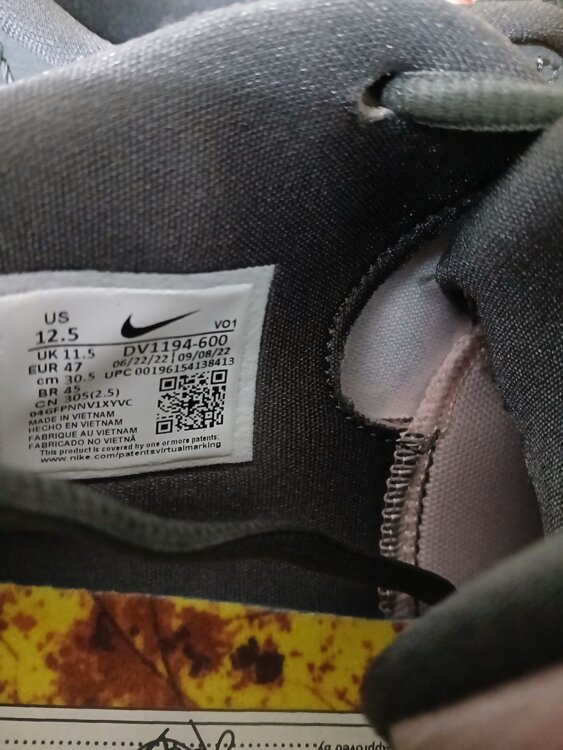 US
12.5
V01
UK 11.5
DV1194-600
EUR 47
06/22/22 | 09/08/22
cm 30.5
UPC 00196154138413
BR 45
CN 305(2.5)
04GFPNNV1XYVC
MADE IN VIETNAM
HECHO EN VIETNAM
FABRIQUE AU VIETNAM
FABRICADO NO VIETNÃ
This product is covered by one or more patents:
www.nike.com/patentsvirtualmarking
Approved by